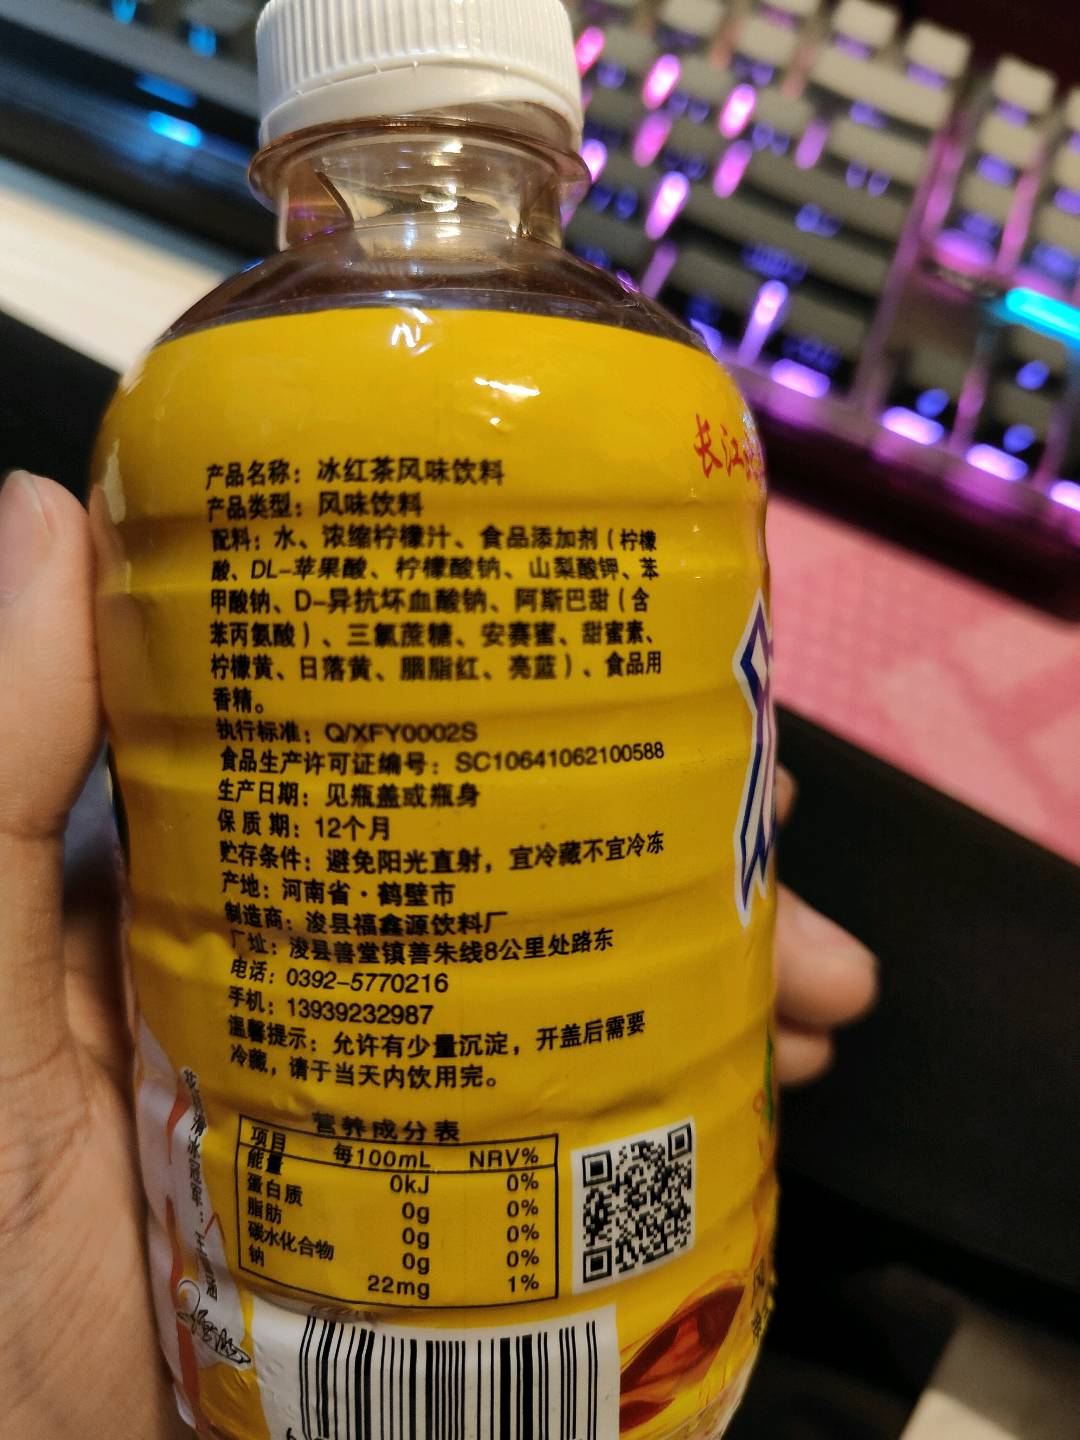 长江
产品名称：冰红茶风味饮料
产品类型：风味饮料
配料：水、浓缩柠檬汁、食品添加剂（柠檬
酸、DL-苹果酸、柠檬酸钠、山梨酸钾、苯
甲酸钠、D-异抗坏血酸钠、阿斯巴甜（含
苯丙氨酸）、三氯蔗糖、安赛蜜、甜蜜素、
柠檬黄、日落黄、胭脂红、亮蓝）、食品用
香精。
执行标准：Q/XFY0002S
食品生产许可证编号：SC10641062100588
生产日期：见瓶盖或瓶身
保质期：12个月
贮存条件：避免阳光直射，宜冷藏不宜冷冻
产地：河南省·鹤壁市
制造商：浚县福鑫源饮料厂
厂址：浚县善堂镇善朱线8公里处路东
电话：0392-5770216
手机：13939232987
温馨提示：允许有少量沉淀，开盖后需要
冷藏，请于当天内饮用完。
营养成分表
项目 每100mL NRV%
能量 0kJ 0%
蛋白质 0g 0%
脂肪 0g 0%
碳水化合物 0g 0%
钠 22mg 1%
滑冰冠军：王